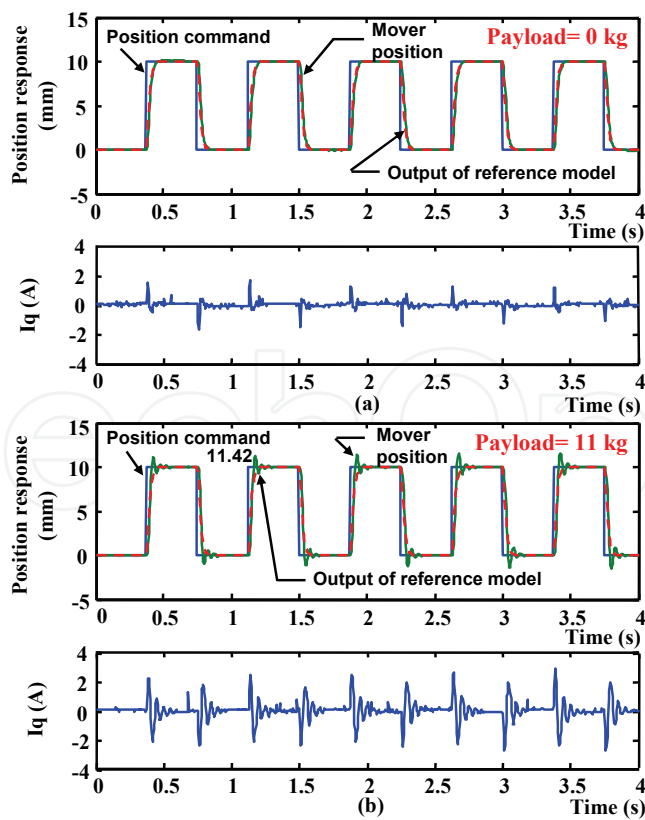 Position command
Mover position
Payload= 0 kg
Output of reference model
Position response (mm)
15
10
5
0
-5
0 0.5 1 1.5 2 2.5 3 3.5 4
Time (s)
Iq (A)
4
2
0
-2
-4
0 0.5 1 1.5 2 2.5 3 3.5 4
(a)
Time (s)
Position command
11.42
Mover position
Payload= 11 kg
Output of reference model
Position response (mm)
15
10
5
0
-5
0 0.5 1 1.5 2 2.5 3 3.5 4
Time (s)
Iq (A)
4
2
0
-2
-4
0 0.5 1 1.5 2 2.5 3 3.5 4
(b)
Time (s)